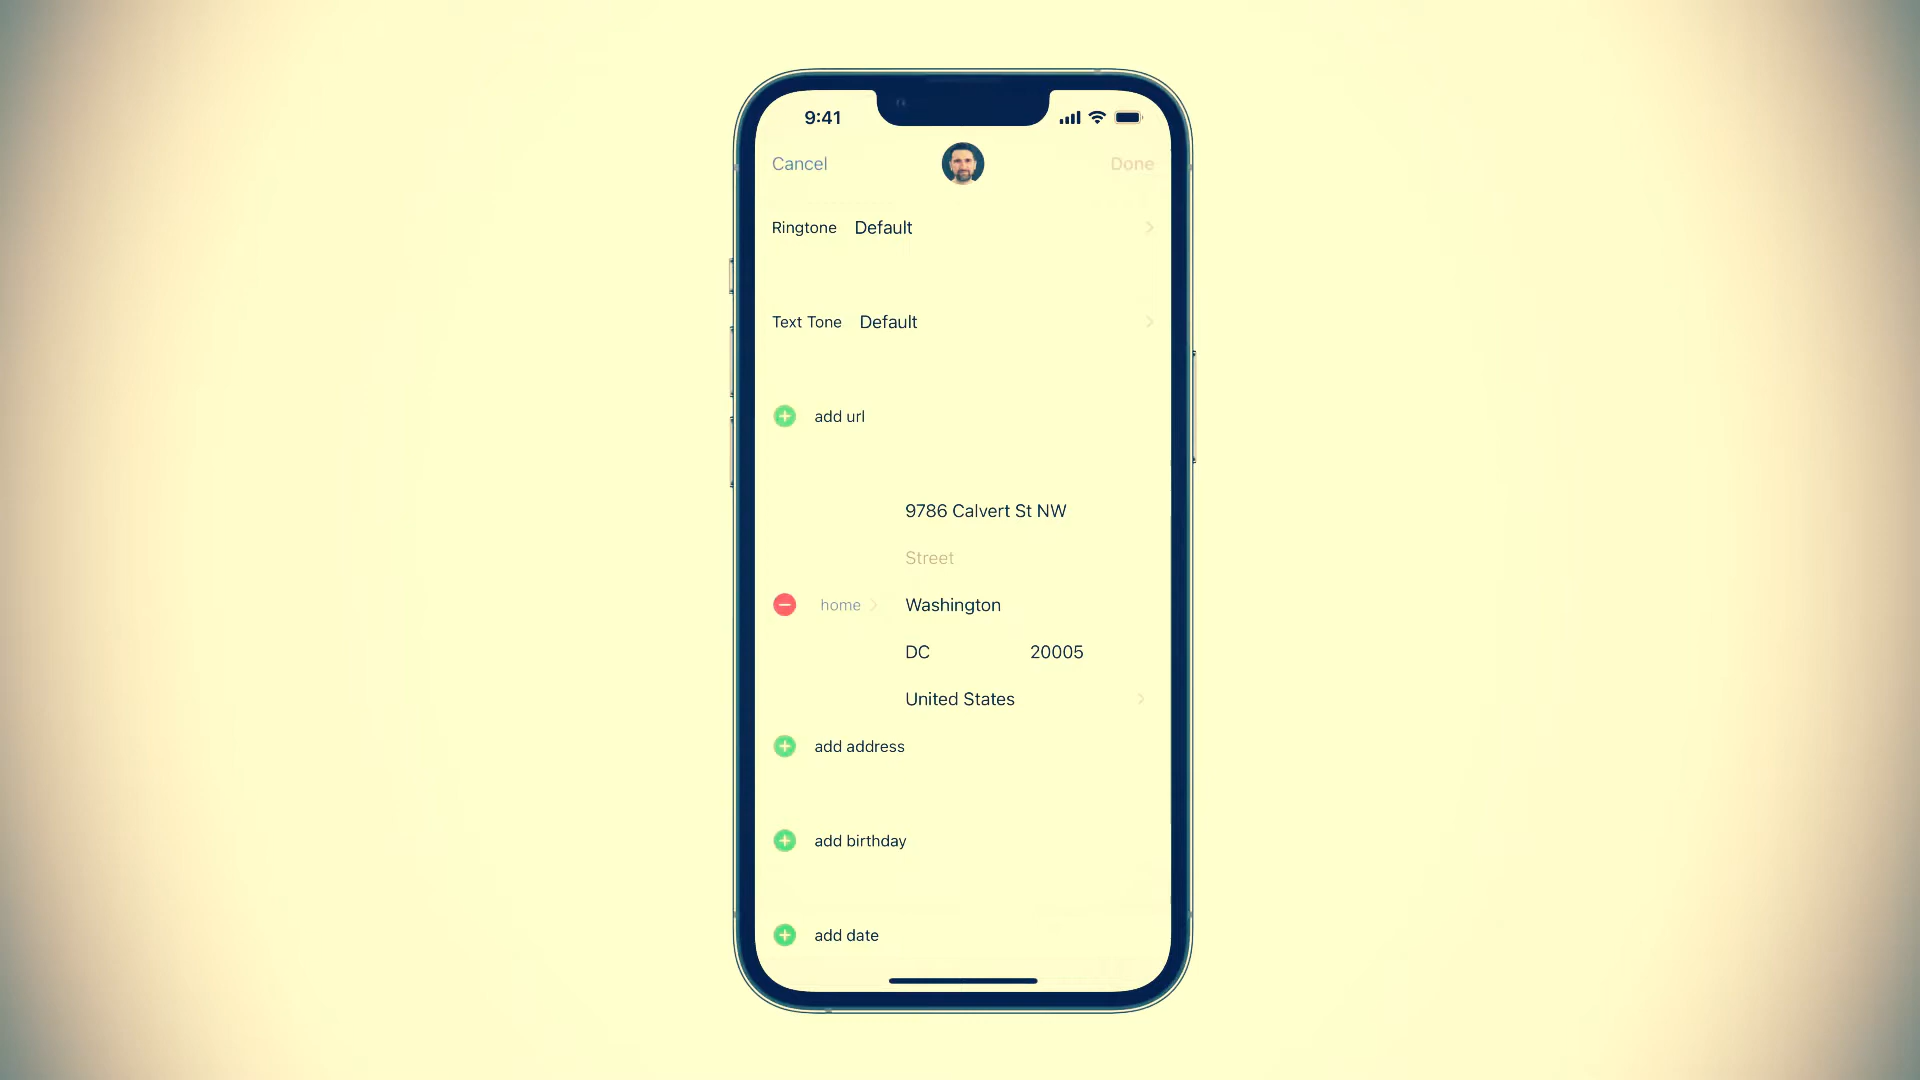 9:41
Cancel
Done
Ringtone Default
Text Tone Default
add url
9786 Calvert St NW
Street
home
Washington
DC 20005
United States
add address
add birthday
add date